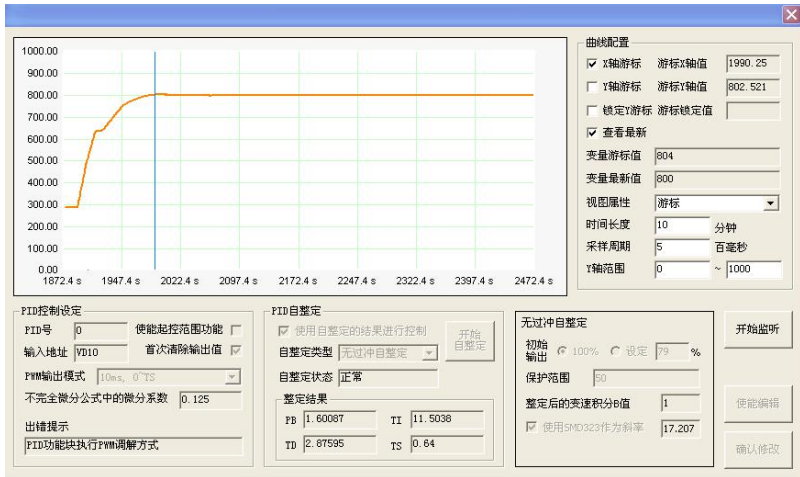 1000.00
900.00
800.00
700.00
600.00
500.00
400.00
300.00
200.00
100.00
0.00
1872.4 s 1947.4 s 2022.4 s 2097.4 s 2172.4 s 2247.4 s 2322.4 s 2397.4 s 2472.4 s
曲线配置
X轴游标 游标X轴值 1990.25
Y轴游标 游标Y轴值 802.521
锁定Y游标 游标锁定值
查看最新
变量游标值 804
变量最新值 800
视图属性 游标
时间长度 10 分钟
采样周期 5 百毫秒
Y轴范围 0 ~ 1000
PID控制设定
PID号 0 使能起控范围功能
输入地址 VD10 首次清除输出值
PWM输出模式 10ms, 0~TS
不完全微分公式中的微分系数 0.125
出错提示
PID功能块执行PWM调解方式
PID自整定
使用自整定的结果进行控制 开始自整定
自整定类型 无过冲自整定
自整定状态 正常
整定结果
PB 1.60087 TI 11.5038
TD 2.87595 TS 0.64
无过冲自整定
初始输出 100% 设定 79 %
保护范围 50
整定后的变速积分B值 1
使用SMD323作为斜率 17.207
开始监听
使能编辑
确认修改